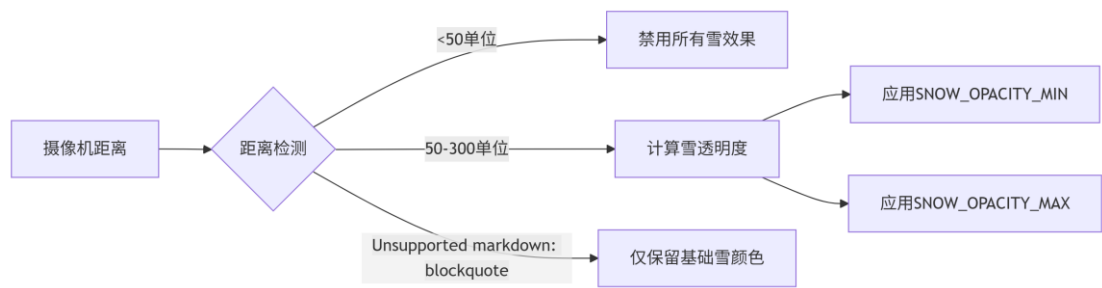 <50单位
禁用所有雪效果
应用SNOW_OPACITY_MIN
摄像机距离
距离检测
50-300单位
计算雪透明度
应用SNOW_OPACITY_MAX
Unsupported markdown:
blockquote
仅保留基础雪颜色